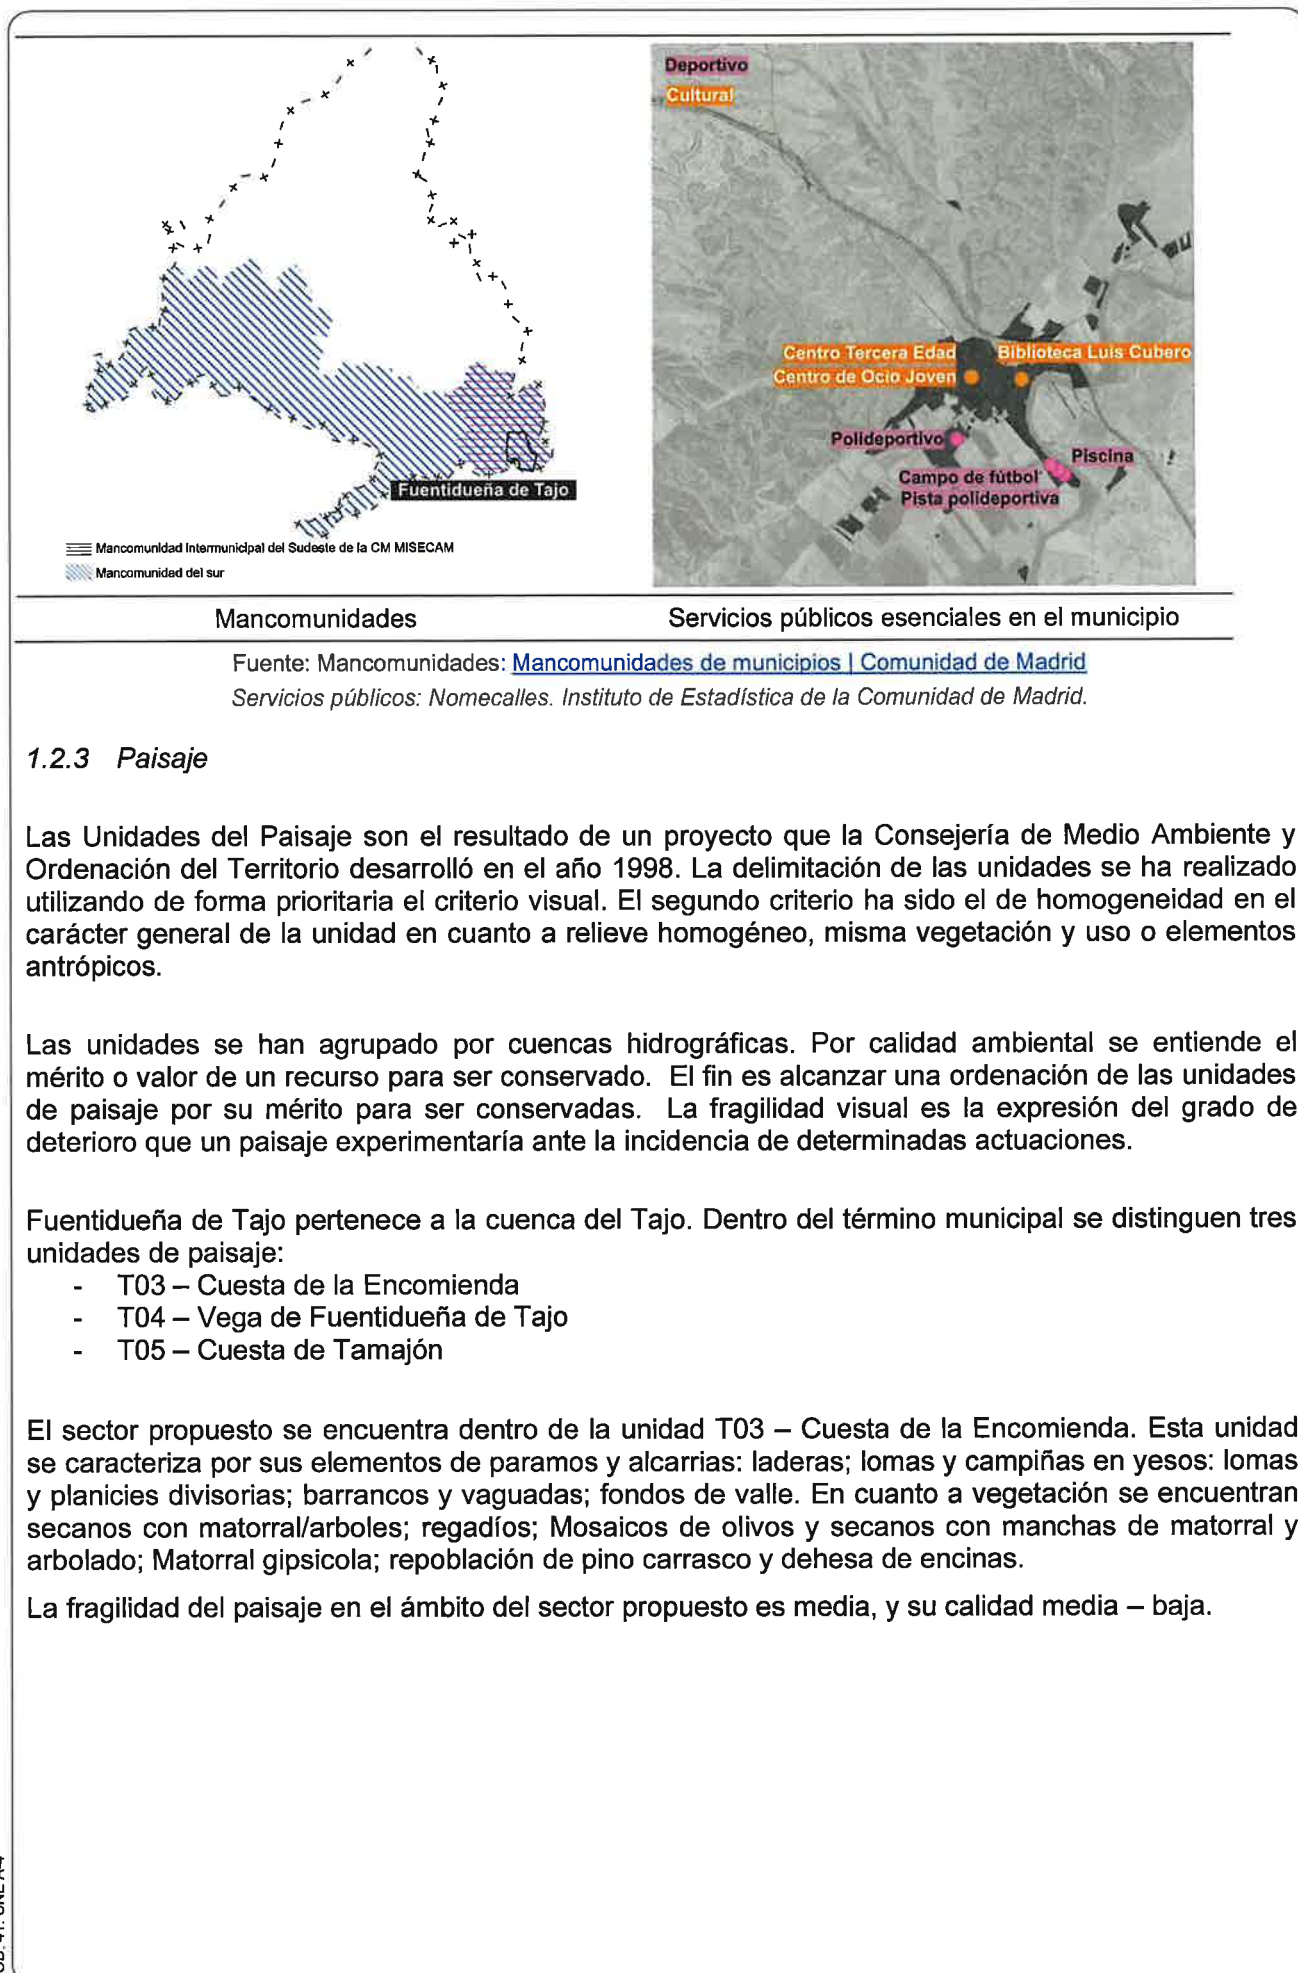 Deportivo
Cultural
Centro Tercera Edad
Biblioteca Luis Cubero
Centro de Ocio Joven
Polideportivo
Piscina
Campo de fútbol
Pista polideportiva
Fuentidueña de Tajo
Mancomunidad Intermunicipal del Sudeste de la CM MISECAM
Mancomunidad del sur
Mancomunidades
Servicios públicos esenciales en el municipio
Fuente: Mancomunidades: Mancomunidades de municipios | Comunidad de Madrid
Servicios públicos: Nomecalles. Instituto de Estadística de la Comunidad de Madrid.
1.2.3 Paisaje
Las Unidades del Paisaje son el resultado de un proyecto que la Consejería de Medio Ambiente y
Ordenación del Territorio desarrolló en el año 1998. La delimitación de las unidades se ha realizado
utilizando de forma prioritaria el criterio visual. El segundo criterio ha sido el de homogeneidad en el
carácter general de la unidad en cuanto a relieve homogéneo, misma vegetación y uso o elementos
antrópicos.
Las unidades se han agrupado por cuencas hidrográficas. Por calidad ambiental se entiende el
mérito o valor de un recurso para ser conservado. El fin es alcanzar una ordenación de las unidades
de paisaje por su mérito para ser conservadas. La fragilidad visual es la expresión del grado de
deterioro que un paisaje experimentaría ante la incidencia de determinadas actuaciones.
Fuentidueña de Tajo pertenece a la cuenca del Tajo. Dentro del término municipal se distinguen tres
unidades de paisaje:
- T03 – Cuesta de la Encomienda
- T04 – Vega de Fuentidueña de Tajo
- T05 – Cuesta de Tamajón
El sector propuesto se encuentra dentro de la unidad T03 – Cuesta de la Encomienda. Esta unidad
se caracteriza por sus elementos de paramos y alcarrias: laderas; lomas y campiñas en yesos: lomas
y planicies divisorias; barrancos y vaguadas; fondos de valle. En cuanto a vegetación se encuentran
secanos con matorral/arboles; regadíos; Mosaicos de olivos y secanos con manchas de matorral y
arbolado; Matorral gipsicola; repoblación de pino carrasco y dehesa de encinas.
La fragilidad del paisaje en el ámbito del sector propuesto es media, y su calidad media – baja.